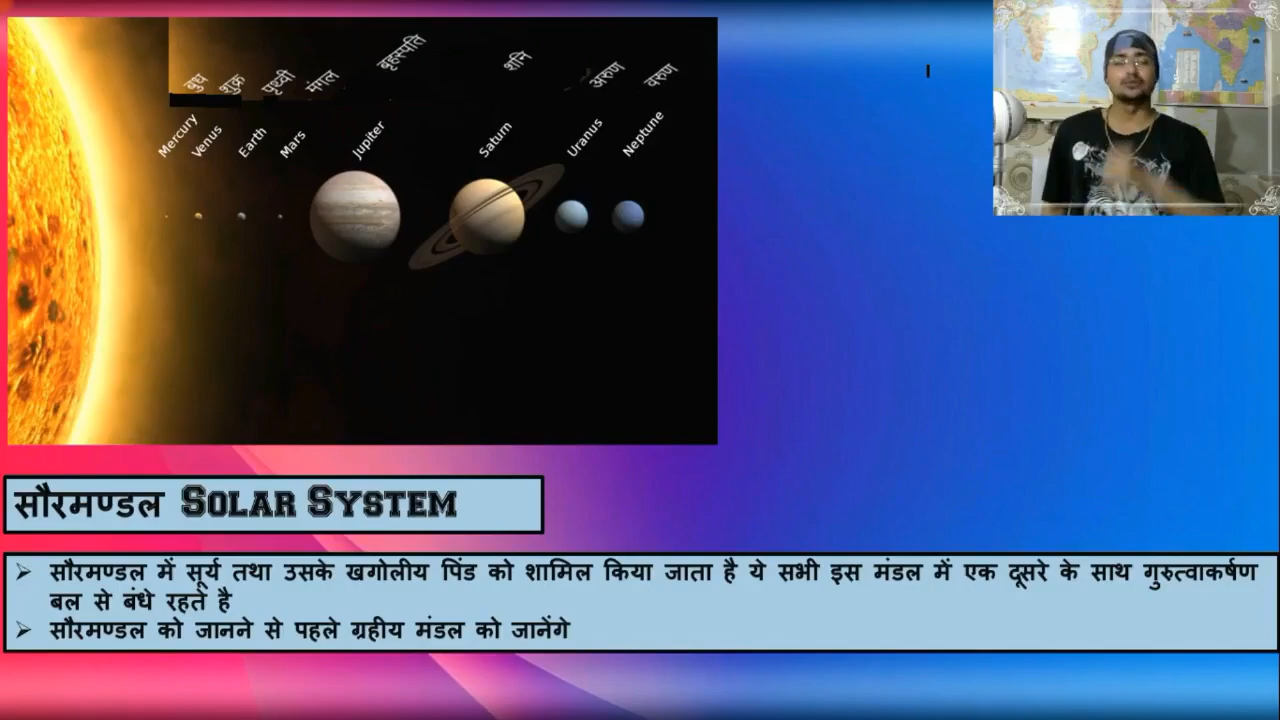 बुध शुक्र पृथ्वी मंगल बृहस्पति शनि अरुण वरुण
Mercury Venus Earth Mars Jupiter Saturn Uranus Neptune
सौरमण्डल Solar System
➢ सौरमण्डल में सूर्य तथा उसके खगोलीय पिंड को शामिल किया जाता है ये सभी इस मंडल में एक दूसरे के साथ गुरुत्वाकर्षण
बल से बंधे रहते है
➢ सौरमण्डल को जानने से पहले ग्रहीय मंडल को जानेंगे